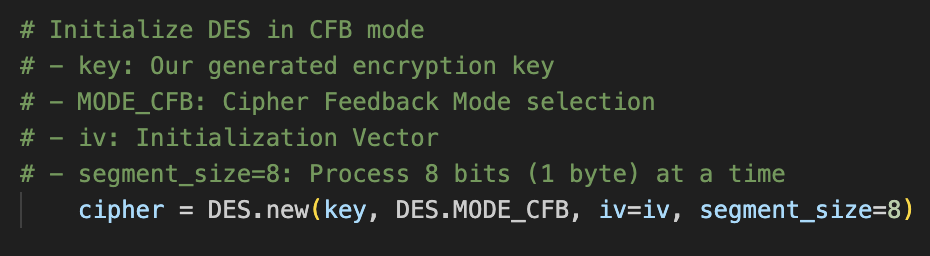 # Initialize DES in CFB mode
# - key: Our generated encryption key
# - MODE_CFB: Cipher Feedback Mode selection
# - iv: Initialization Vector
# - segment_size=8: Process 8 bits (1 byte) at a time
cipher = DES.new(key, DES.MODE_CFB, iv=iv, segment_size=8)